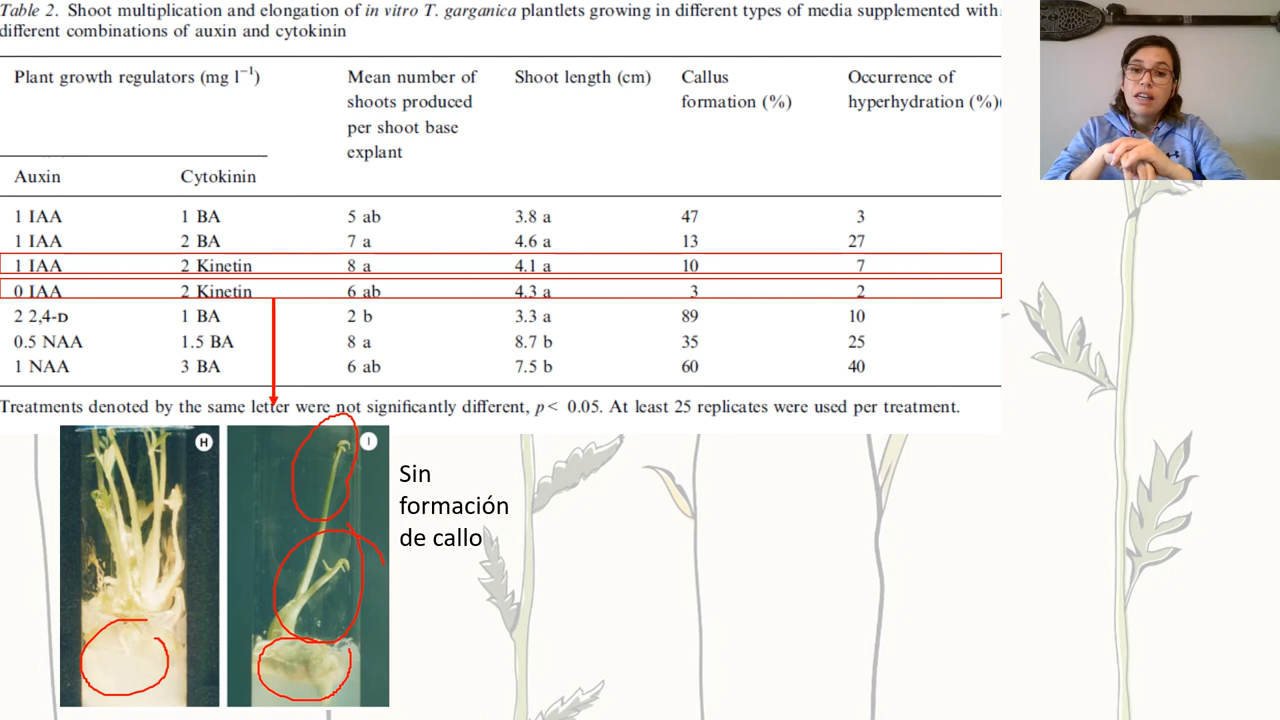 Table 2. Shoot multiplication and elongation of in vitro T. garganica plantlets growing in different types of media supplemented with
different combinations of auxin and cytokinin
Plant growth regulators (mg l⁻¹) Mean number of shoots produced per shoot base explant Shoot length (cm) Callus formation (%) Occurrence of hyperhydration (%)
Auxin Cytokinin
1 IAA 1 BA 5 ab 3.8 a 47 3
1 IAA 2 BA 7 a 4.6 a 13 27
1 IAA 2 Kinetin 8 a 4.1 a 10 7
0 IAA 2 Kinetin 6 ab 4.3 a 3 2
2 2,4-D 1 BA 2 b 3.3 a 89 10
0.5 NAA 1.5 BA 8 a 8.7 b 35 25
1 NAA 3 BA 6 ab 7.5 b 60 40
Treatments denoted by the same letter were not significantly different, p < 0.05. At least 25 replicates were used per treatment.
H
I
Sin
formación
de callo